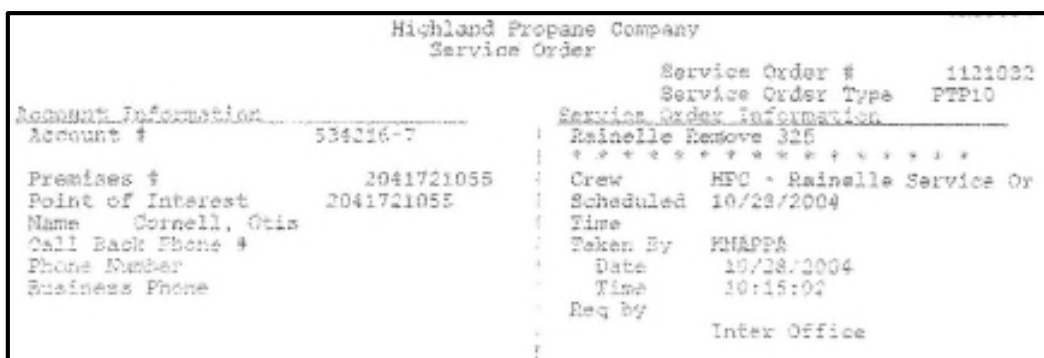 Highland Propane Company
Service Order
Service Order # 1121032
Service Order Type PTP10
Account Information
Account # 534216-7
Premises # 2041721055
Point of Interest 2041721055
Name Cornell, Otis
Call Back Phone #
Phone Number
Business Phone
Service Order Information
Rainelle Remove 325
* * * * * * * * * * * * * * * *
Crew HPC - Rainelle Service Or
Scheduled 10/28/2004
Time
Taken By KNAPPA
Date 10/28/2004
Time 10:15:02
Req by
Inter Office